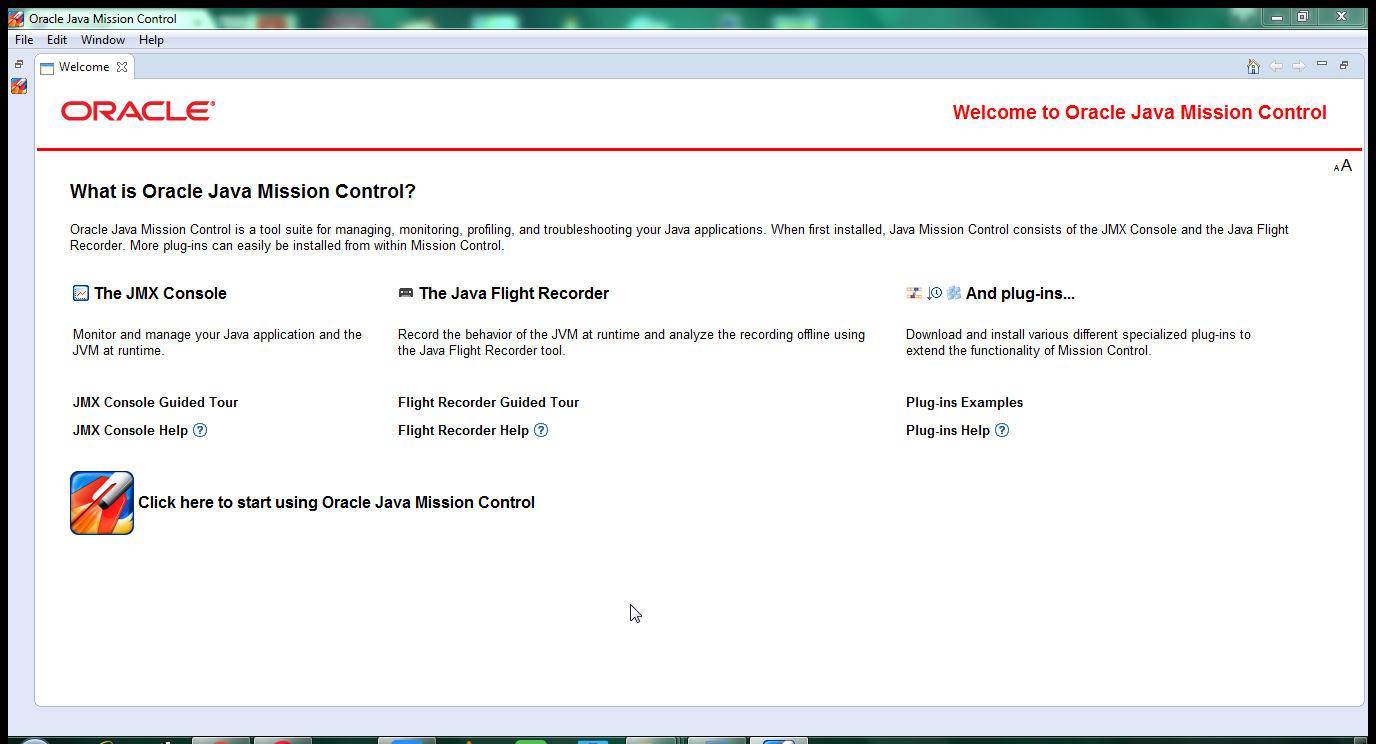 Oracle Java Mission Control
File Edit Window Help
Welcome
ORACLE®
Welcome to Oracle Java Mission Control
AA
What is Oracle Java Mission Control?
Oracle Java Mission Control is a tool suite for managing, monitoring, profiling, and troubleshooting your Java applications. When first installed, Java Mission Control consists of the JMX Console and the Java Flight
Recorder. More plug-ins can easily be installed from within Mission Control.
The JMX Console
Monitor and manage your Java application and the
JVM at runtime.
JMX Console Guided Tour
JMX Console Help ?
The Java Flight Recorder
Record the behavior of the JVM at runtime and analyze the recording offline using
the Java Flight Recorder tool.
Flight Recorder Guided Tour
Flight Recorder Help ?
And plug-ins...
Download and install various different specialized plug-ins to
extend the functionality of Mission Control.
Plug-ins Examples
Plug-ins Help ?
Click here to start using Oracle Java Mission Control